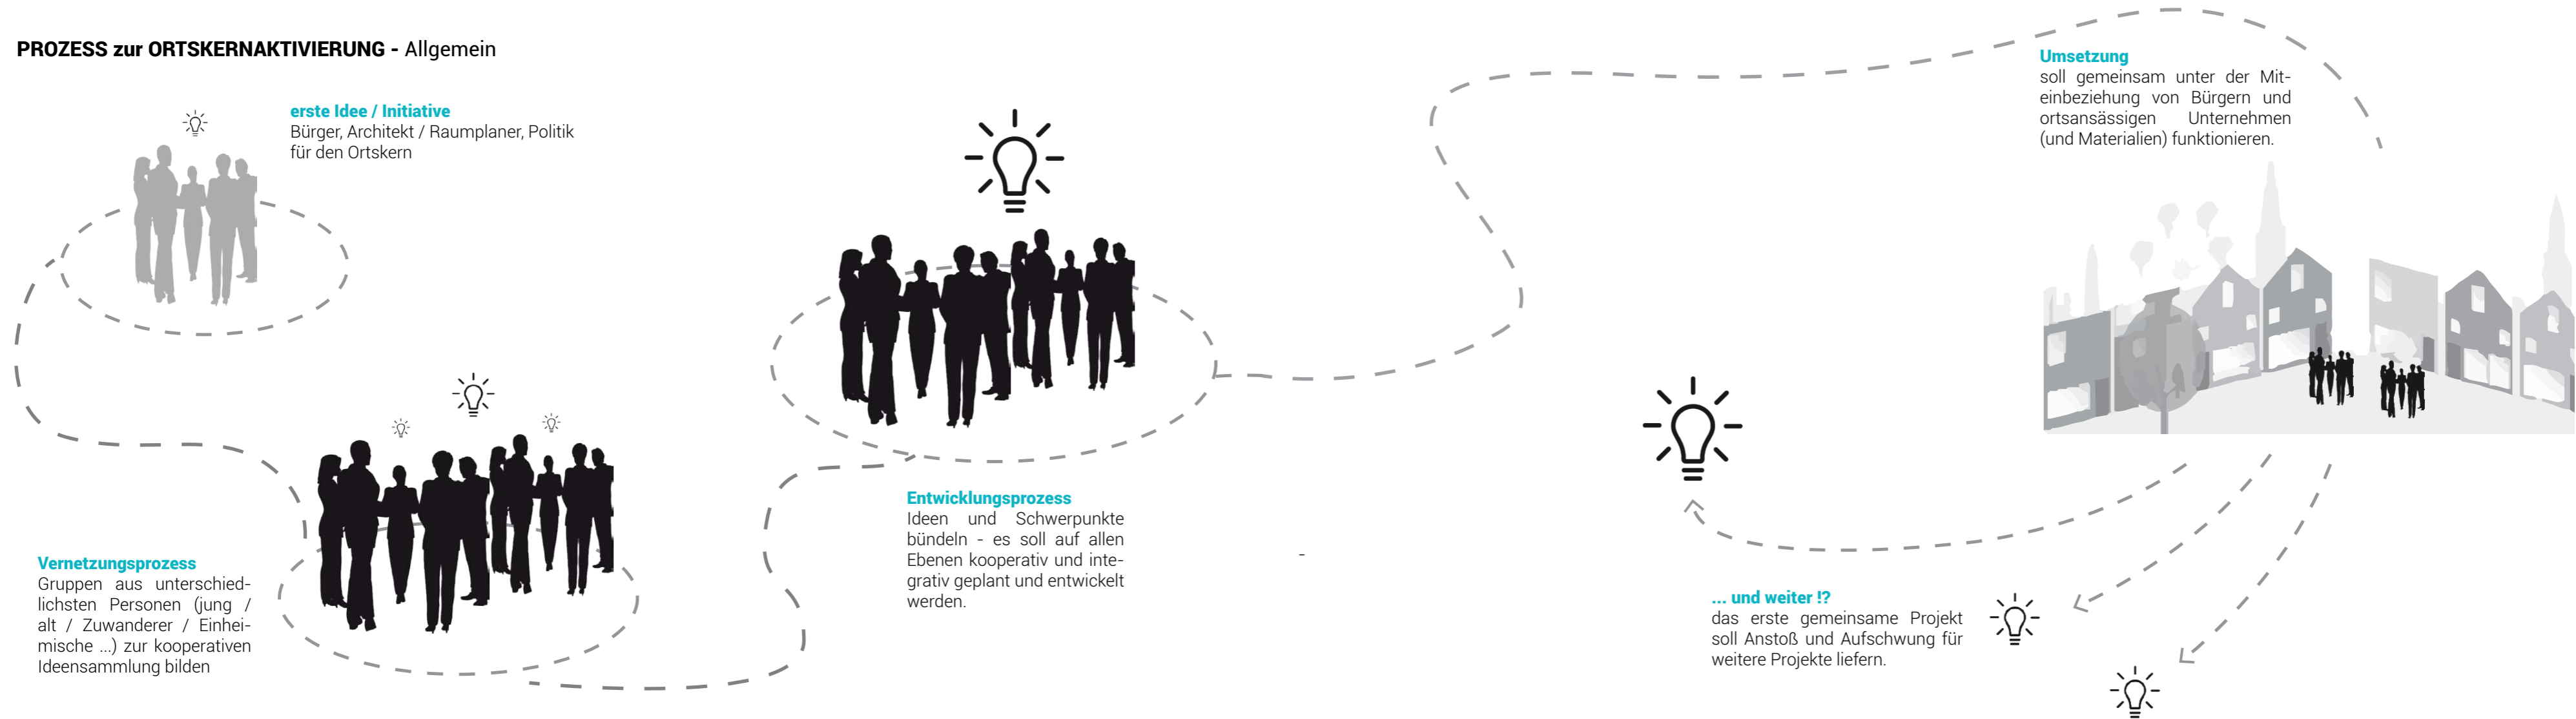 PROZESS zur ORTSKERNAKTIVIERUNG - Allgemein
erste Idee / Initiative
Bürger, Architekt / Raumplaner, Politik
für den Ortskern
Vernetzungsprozess
Gruppen aus unterschied-
lichsten Personen (jung /
alt / Zuwanderer / Einhei-
mische ...) zur kooperativen
Ideensammlung bilden
Entwicklungsprozess
Ideen und Schwerpunkte
bündeln - es soll auf allen
Ebenen kooperativ und inte-
grativ geplant und entwickelt
werden.
-
Umsetzung
soll gemeinsam unter der Mit-
einbeziehung von Bürgern und
ortsansässigen Unternehmen
(und Materialien) funktionieren.
... und weiter !?
das erste gemeinsame Projekt
soll Anstoß und Aufschwung für
weitere Projekte liefern.